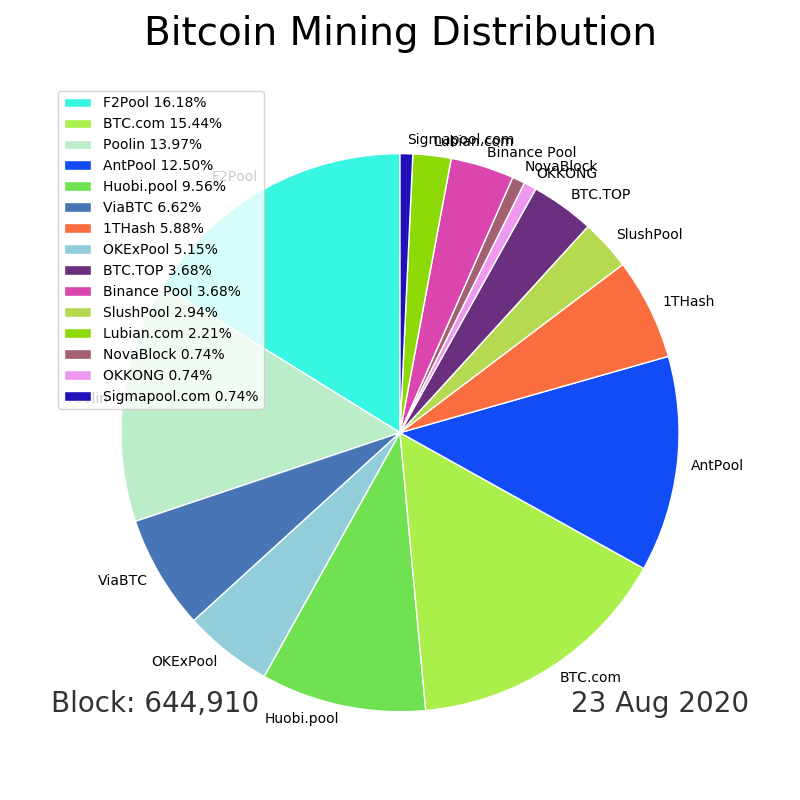 Bitcoin Mining Distribution
F2Pool 16.18%
BTC.com 15.44%
Poolin 13.97%
AntPool 12.50%
Huobi.pool 9.56%
ViaBTC 6.62%
1THash 5.88%
OKExPool 5.15%
BTC.TOP 3.68%
Binance Pool 3.68%
SlushPool 2.94%
Lubian.com 2.21%
NovaBlock 0.74%
OKKONG 0.74%
Sigmapool.com 0.74%
Sigmapool.com
Lubian.com
Binance Pool
NovaBlock
OKKONG
BTC.TOP
SlushPool
1THash
AntPool
BTC.com
Huobi.pool
OKExPool
ViaBTC
Poolin
F2Pool
Block: 644,910
23 Aug 2020